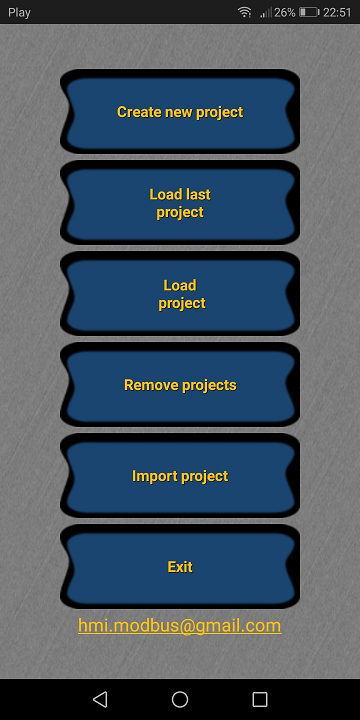 Play 26% 22:51
Create new project
Load last
project
Load
project
Remove projects
Import project
Exit
hmi.modbus@gmail.com